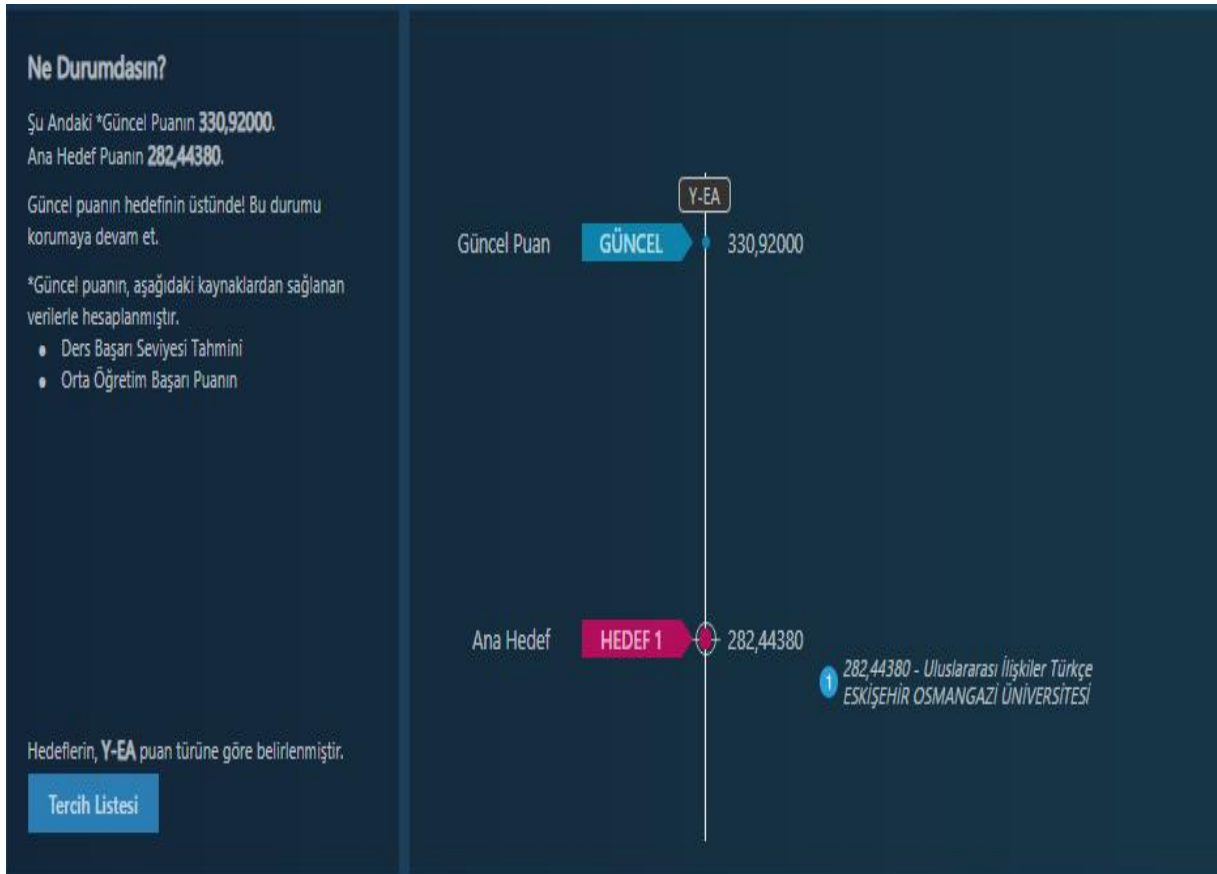 Ne Durumdasın?
Şu Andaki *Güncel Puanın 330,92000.
Ana Hedef Puanın 282,44380.
Güncel puanın hedefinin üstünde! Bu durumu
korumaya devam et.
*Güncel puanın, aşağıdaki kaynaklardan sağlanan
verilerle hesaplanmıştır.
● Ders Başarı Seviyesi Tahmini
● Orta Öğretim Başarı Puanın
Hedeflerin, Y-EA puan türüne göre belirlenmiştir.
Tercih Listesi
Y-EA
Güncel Puan GÜNCEL 330,92000
Ana Hedef HEDEF 1 282,44380
1 282,44380 - Uluslararası İlişkiler Türkçe
ESKİŞEHİR OSMANGAZİ ÜNİVERSİTESİ